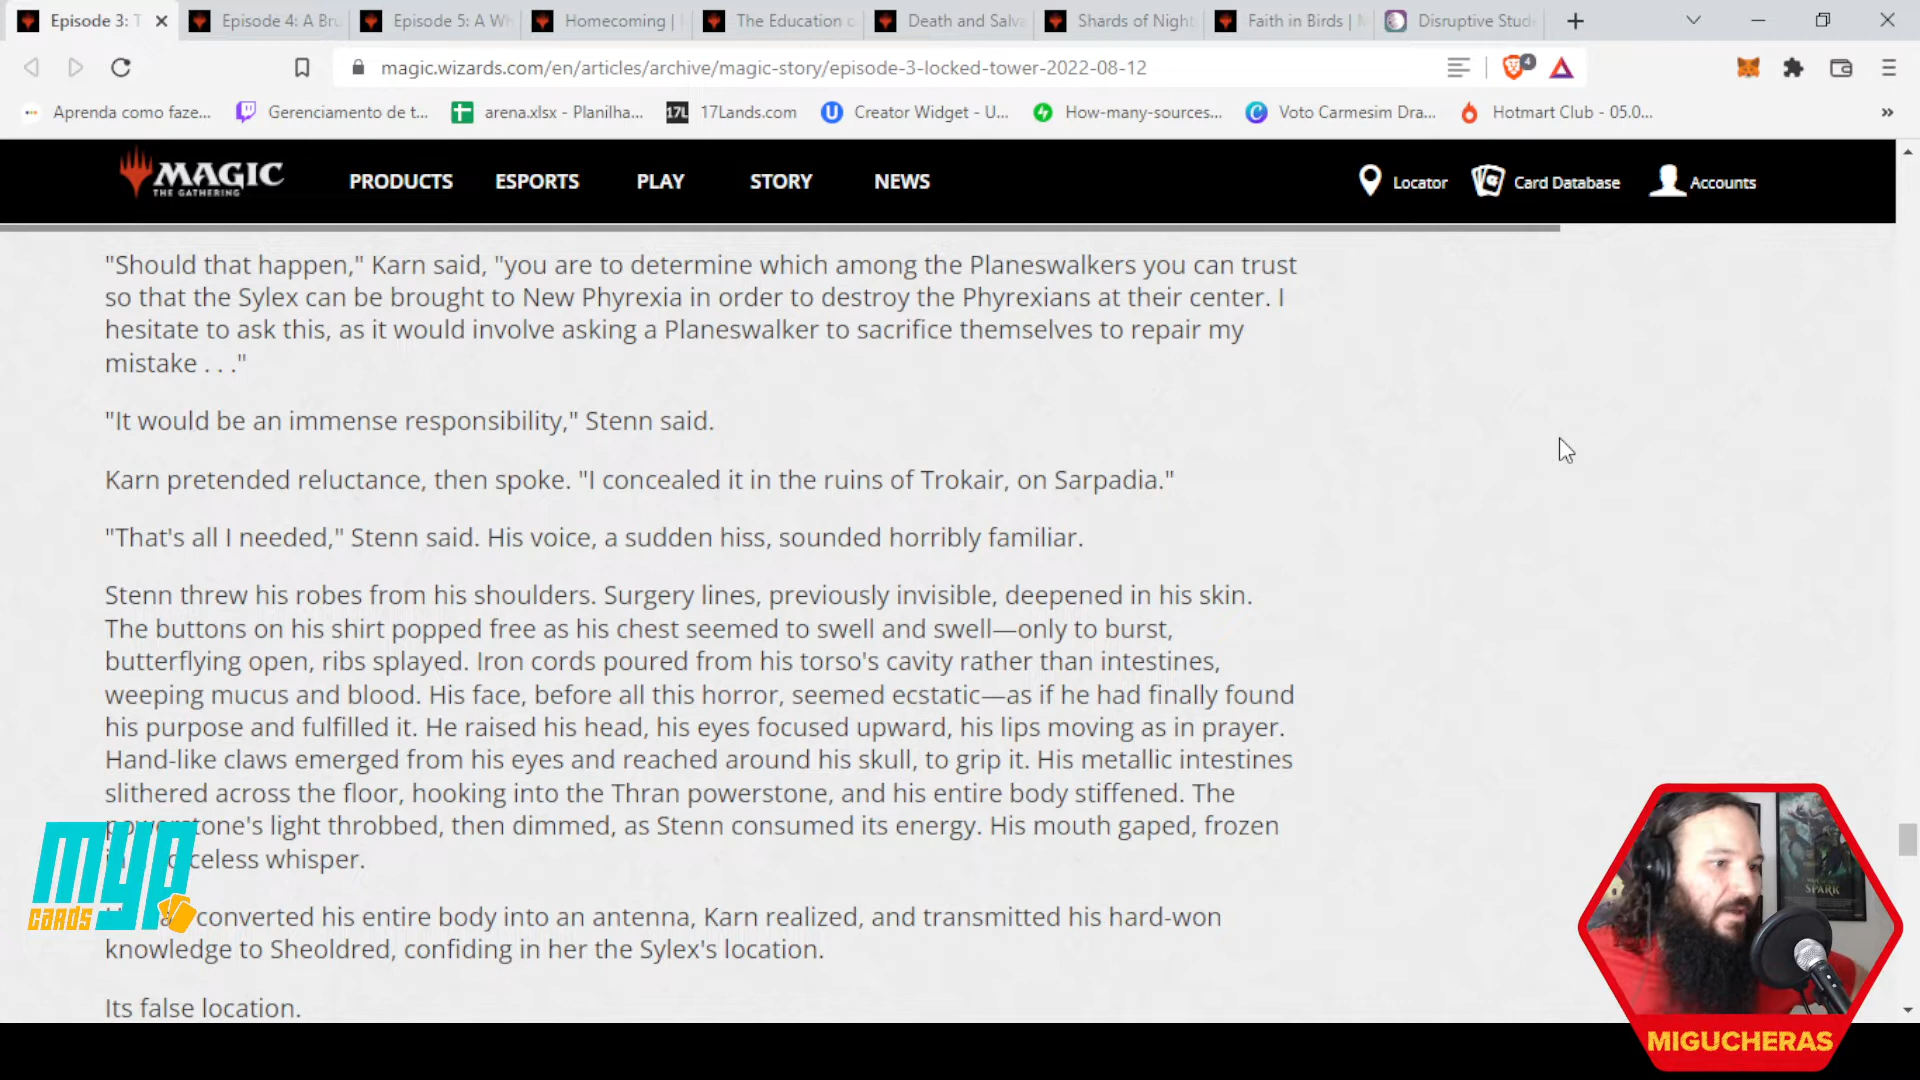 Episode 3: T
Episode 4: A Bru
Episode 5: A Wh
Homecoming |
The Education o
Death and Salva
Shards of Night
Faith in Birds | M
Disruptive Stud
magic.wizards.com/en/articles/archive/magic-story/episode-3-locked-tower-2022-08-12
4
Aprenda como faze...
Gerenciamento de t...
arena.xlsx - Planilha...
17L 17Lands.com
Creator Widget - U...
How-many-sources...
Voto Carmesim Dra...
Hotmart Club - 05.0...
MAGIC
THE GATHERING
PRODUCTS
ESPORTS
PLAY
STORY
NEWS
Locator
Card Database
Accounts
"Should that happen," Karn said, "you are to determine which among the Planeswalkers you can trust
so that the Sylex can be brought to New Phyrexia in order to destroy the Phyrexians at their center. I
hesitate to ask this, as it would involve asking a Planeswalker to sacrifice themselves to repair my
mistake . . ."
"It would be an immense responsibility," Stenn said.
Karn pretended reluctance, then spoke. "I concealed it in the ruins of Trokair, on Sarpadia."
"That's all I needed," Stenn said. His voice, a sudden hiss, sounded horribly familiar.
Stenn threw his robes from his shoulders. Surgery lines, previously invisible, deepened in his skin.
The buttons on his shirt popped free as his chest seemed to swell and swell—only to burst,
butterflying open, ribs splayed. Iron cords poured from his torso's cavity rather than intestines,
weeping mucus and blood. His face, before all this horror, seemed ecstatic—as if he had finally found
his purpose and fulfilled it. He raised his head, his eyes focused upward, his lips moving as in prayer.
Hand-like claws emerged from his eyes and reached around his skull, to grip it. His metallic intestines
slithered across the floor, hooking into the Thran powerstone, and his entire body stiffened. The
powerstone's light throbbed, then dimmed, as Stenn consumed its energy. His mouth gaped, frozen
celess whisper.
converted his entire body into an antenna, Karn realized, and transmitted his hard-won
knowledge to Sheoldred, confiding in her the Sylex's location.
Its false location.
myp
CARDS
SPARK
MIGUCHERAS